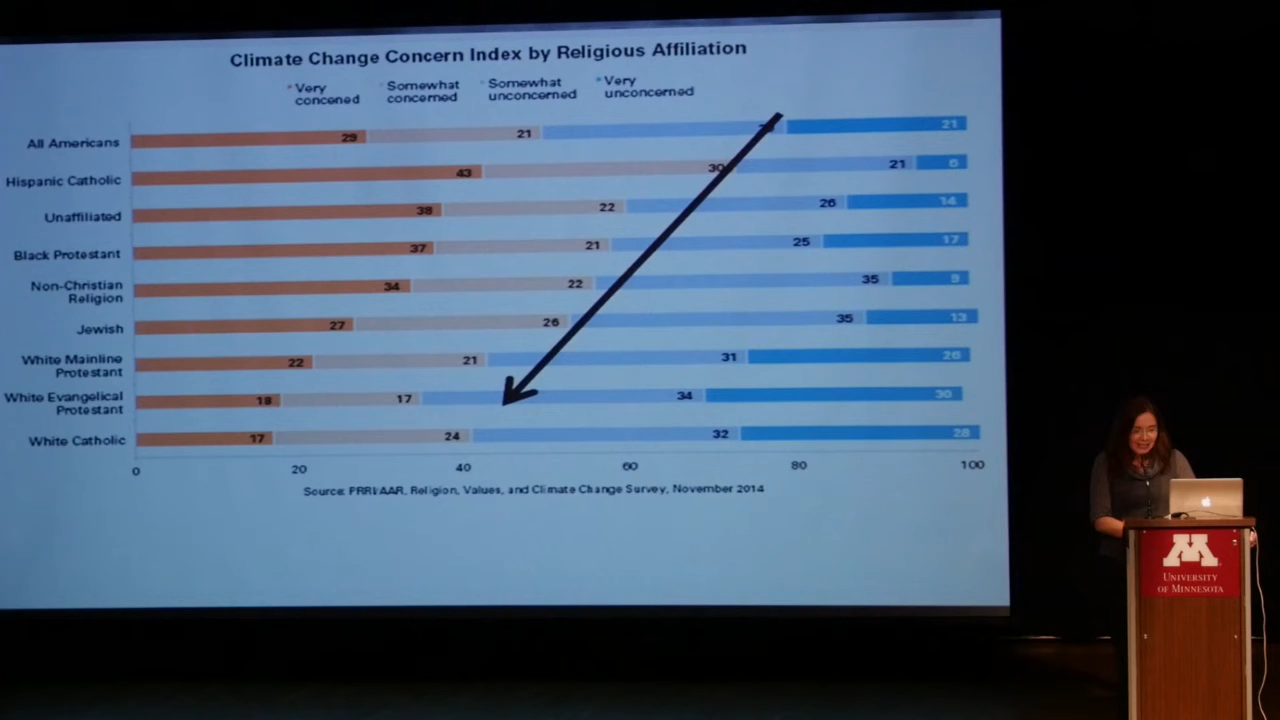 Climate Change Concern Index by Religious Affiliation
Very concened
Somewhat concerned
Somewhat unconcerned
Very unconcerned
All Americans 29 21 21
Hispanic Catholic 43 30 21 6
Unaffiliated 38 22 26 14
Black Protestant 37 21 25 17
Non-Christian Religion 34 22 35 9
Jewish 27 26 35 13
White Mainline Protestant 22 21 31 26
White Evangelical Protestant 18 17 34 30
White Catholic 17 24 32 28
0 20 40 60 80 100
Source: PRRI/AAR, Religion, Values, and Climate Change Survey, November 2014
M
UNIVERSITY
OF MINNESOTA